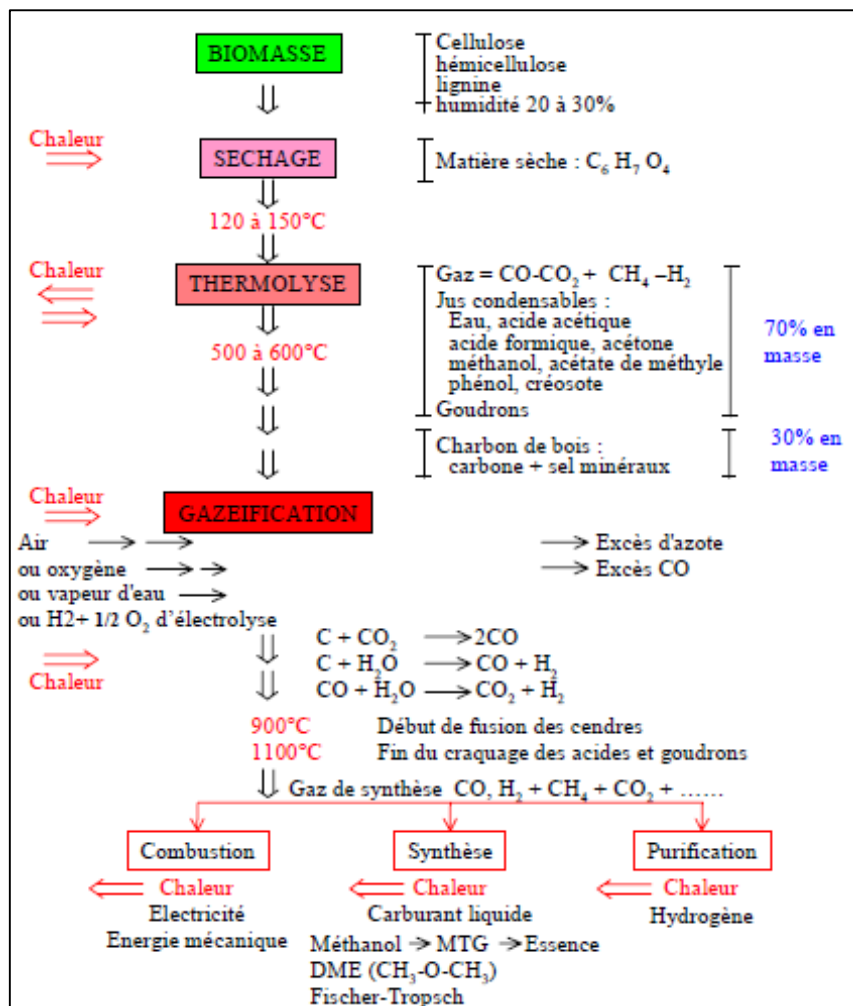 BIOMASSE
Cellulose
hémicellulose
lignine
humidité 20 à 30%
Chaleur
SECHAGE
Matière sèche : C₆ H₇ O₄
120 à 150°C
Chaleur
THERMOLYSE
Gaz = CO-CO₂ + CH₄ –H₂
Jus condensables :
Eau, acide acétique
acide formique, acétone
méthanol, acétate de méthyle
phénol, créosote
Goudrons
70% en
masse
500 à 600°C
Charbon de bois :
carbone + sel minéraux
30% en
masse
Chaleur
GAZEIFICATION
Air → → → Excès d'azote
ou oxygène → → → Excès CO
ou vapeur d'eau →
ou H2+ 1/2 O₂ d’électrolyse
Chaleur
C + CO₂ → 2CO
C + H₂O → CO + H₂
CO + H₂O → CO₂ + H₂
900°C Début de fusion des cendres
1100°C Fin du craquage des acides et goudrons
Gaz de synthèse CO, H₂ + CH₄ + CO₂ + ……
Combustion
Chaleur
Electricité
Energie mécanique
Synthèse
Chaleur
Carburant liquide
Méthanol → MTG → Essence
DME (CH₃-O-CH₃)
Fischer-Tropsch
Purification
Chaleur
Hydrogène